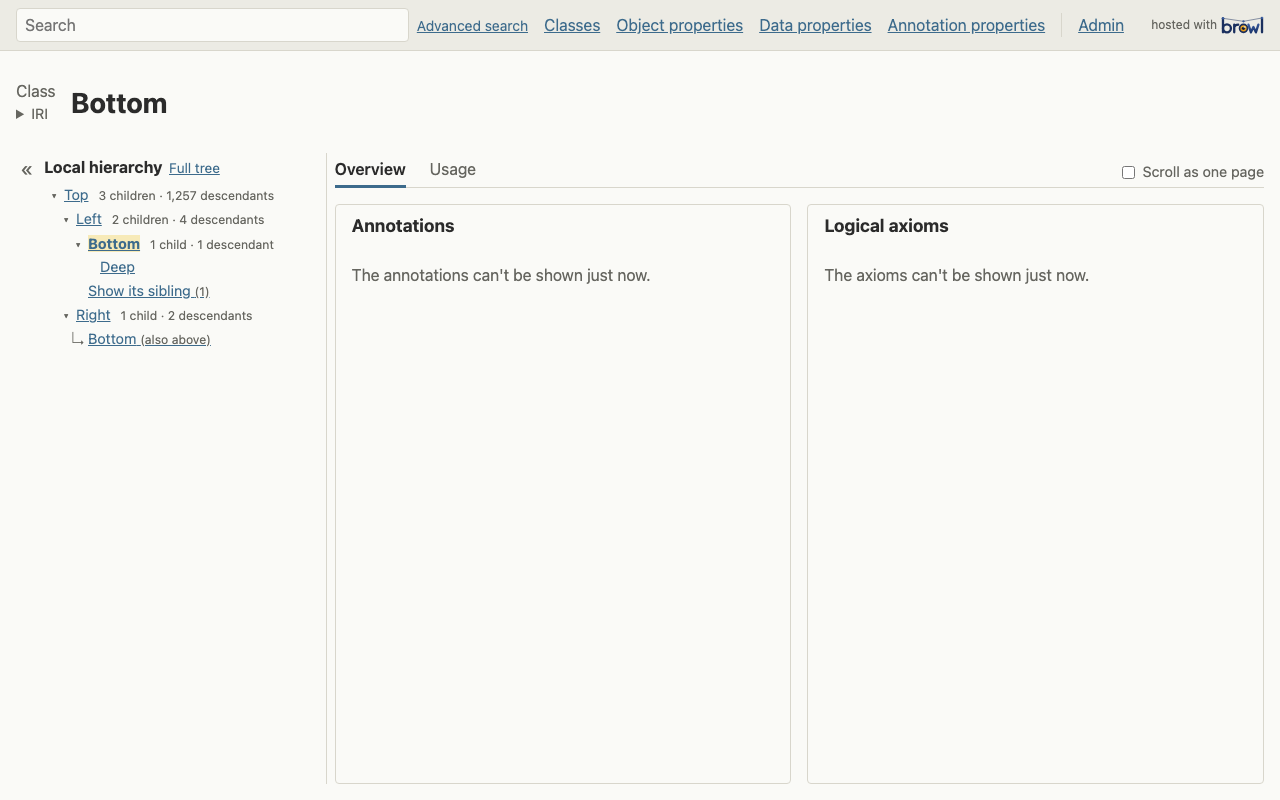 Search
Advanced search
Classes
Object properties
Data properties
Annotation properties
Admin
hosted with browl
Class
IRI
Bottom
« Local hierarchy Full tree
Top 3 children · 1,257 descendants
Left 2 children · 4 descendants
Bottom 1 child · 1 descendant
Deep
Show its sibling (1)
Right 1 child · 2 descendants
Bottom (also above)
Overview
Usage
Scroll as one page
Annotations
The annotations can't be shown just now.
Logical axioms
The axioms can't be shown just now.